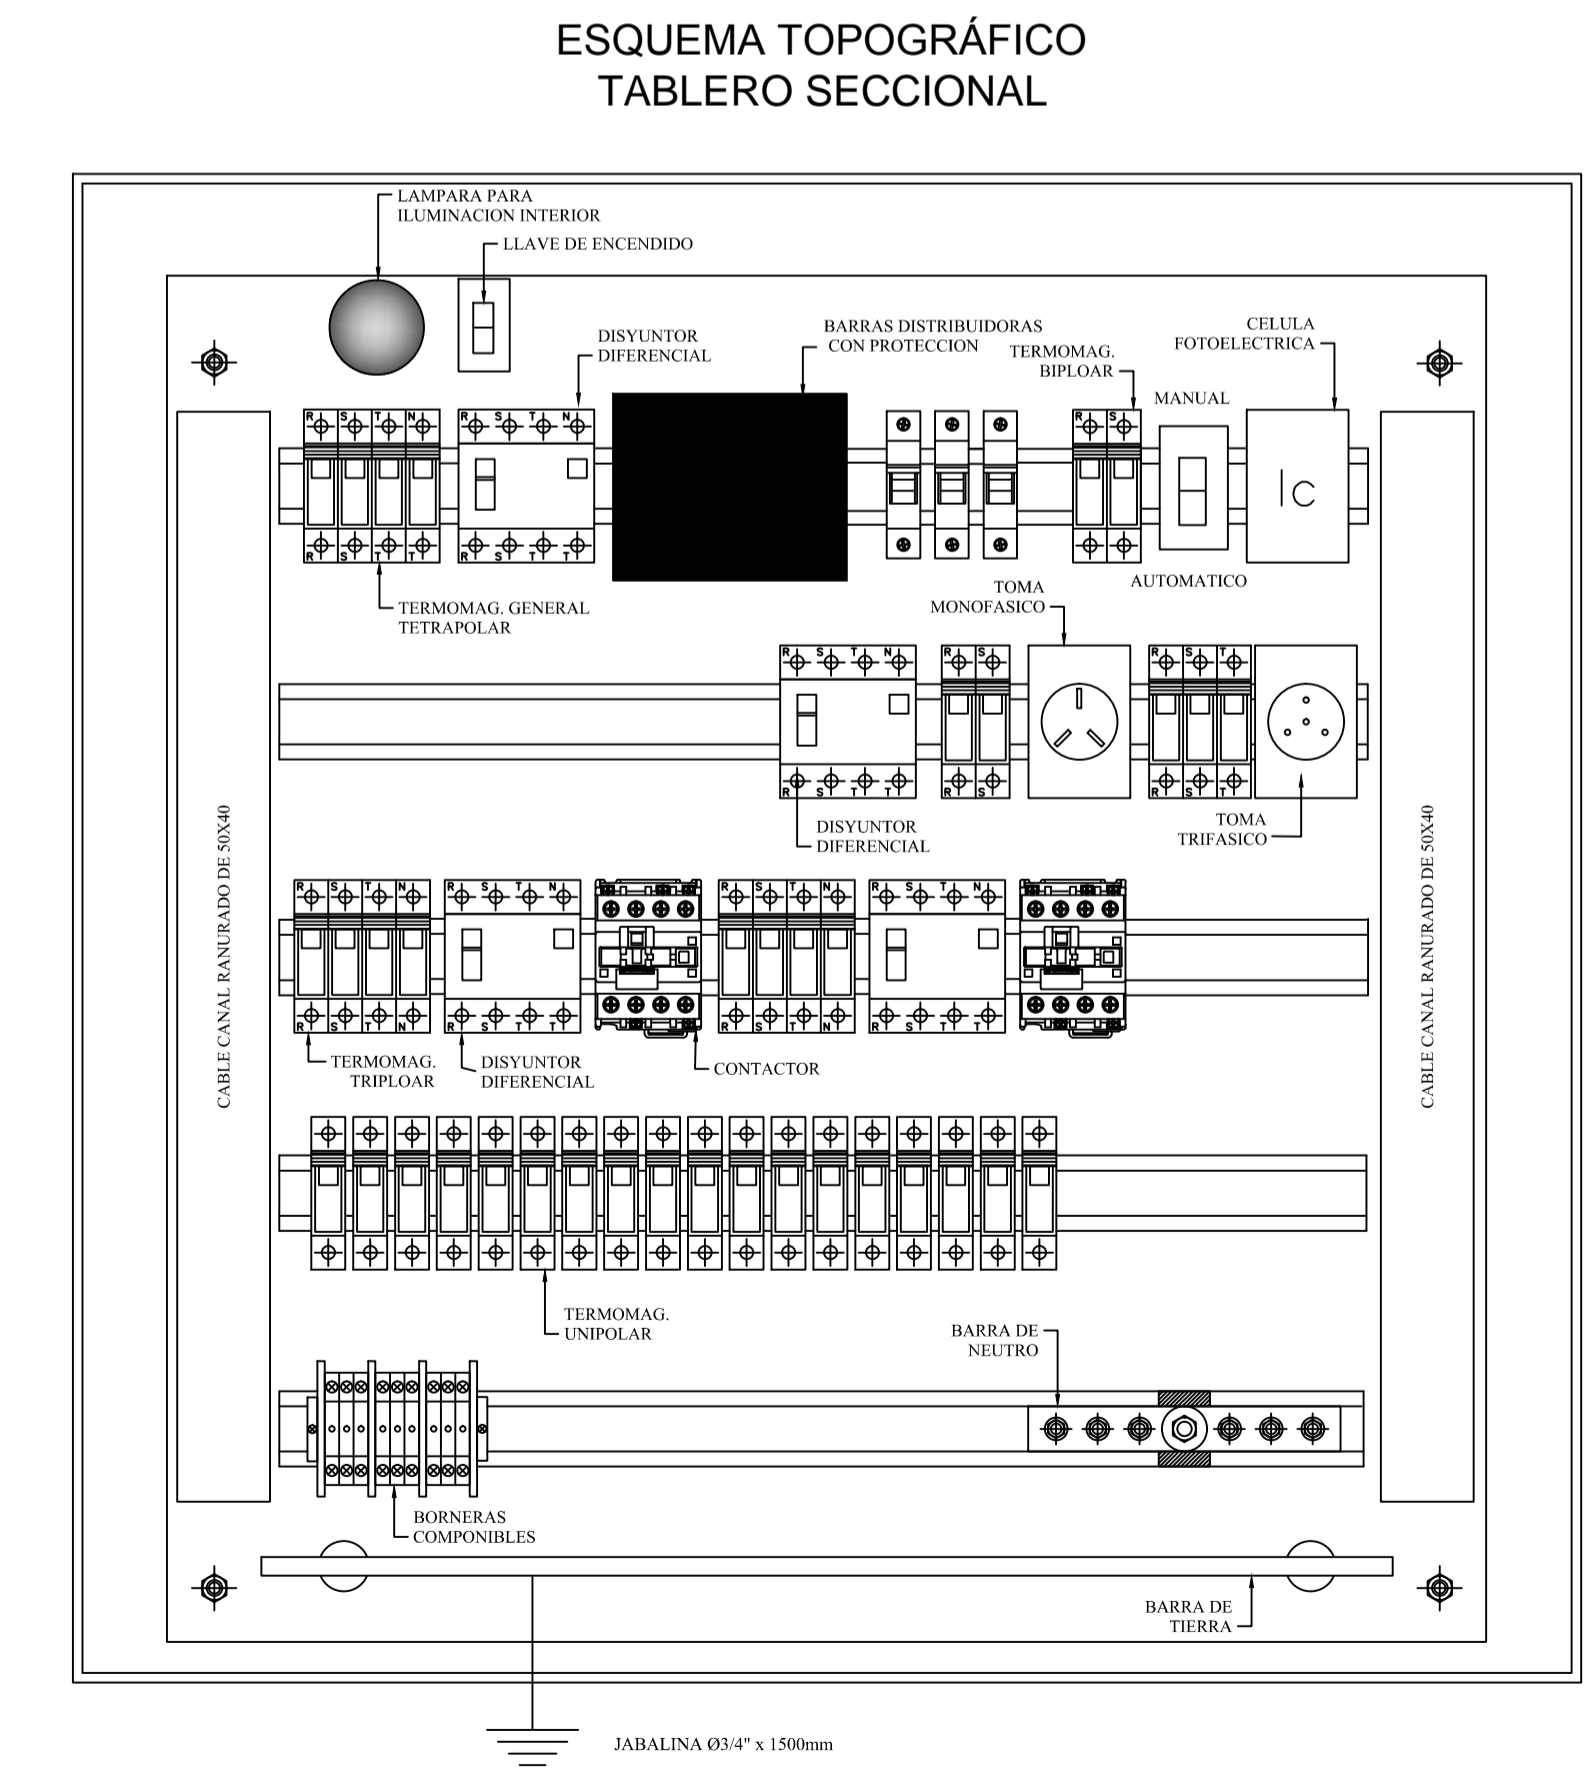 ESQUEMA TOPOGRÁFICO
TABLERO SECCIONAL
LAMPARA PARA
ILUMINACION INTERIOR
LLAVE DE ENCENDIDO
DISYUNTOR
DIFERENCIAL
BARRAS DISTRIBUIDORAS
CON PROTECCION
TERMOMAG.
BIPLOAR
CELULA
FOTOELECTRICA
MANUAL
R S T N
R S T N
R S
Ic
R S T T
R S T T
AUTOMATICO
TERMOMAG. GENERAL
TETRAPOLAR
TOMA
MONOFASICO
R S T N
R S
R S T
R S T T
R S
R S T
DISYUNTOR
DIFERENCIAL
TOMA
TRIFASICO
CABLE CANAL RANURADO DE 50X40
CABLE CANAL RANURADO DE 50X40
R S T N
R S T N
R S T N
R S T N
R S T N
R S T T
R S T N
R S T T
TERMOMAG.
TRIPLOAR
DISYUNTOR
DIFERENCIAL
CONTACTOR
TERMOMAG.
UNIPOLAR
BARRA DE
NEUTRO
BORNERAS
COMPONIBLES
BARRA DE
TIERRA
JABALINA Ø3/4" x 1500mm